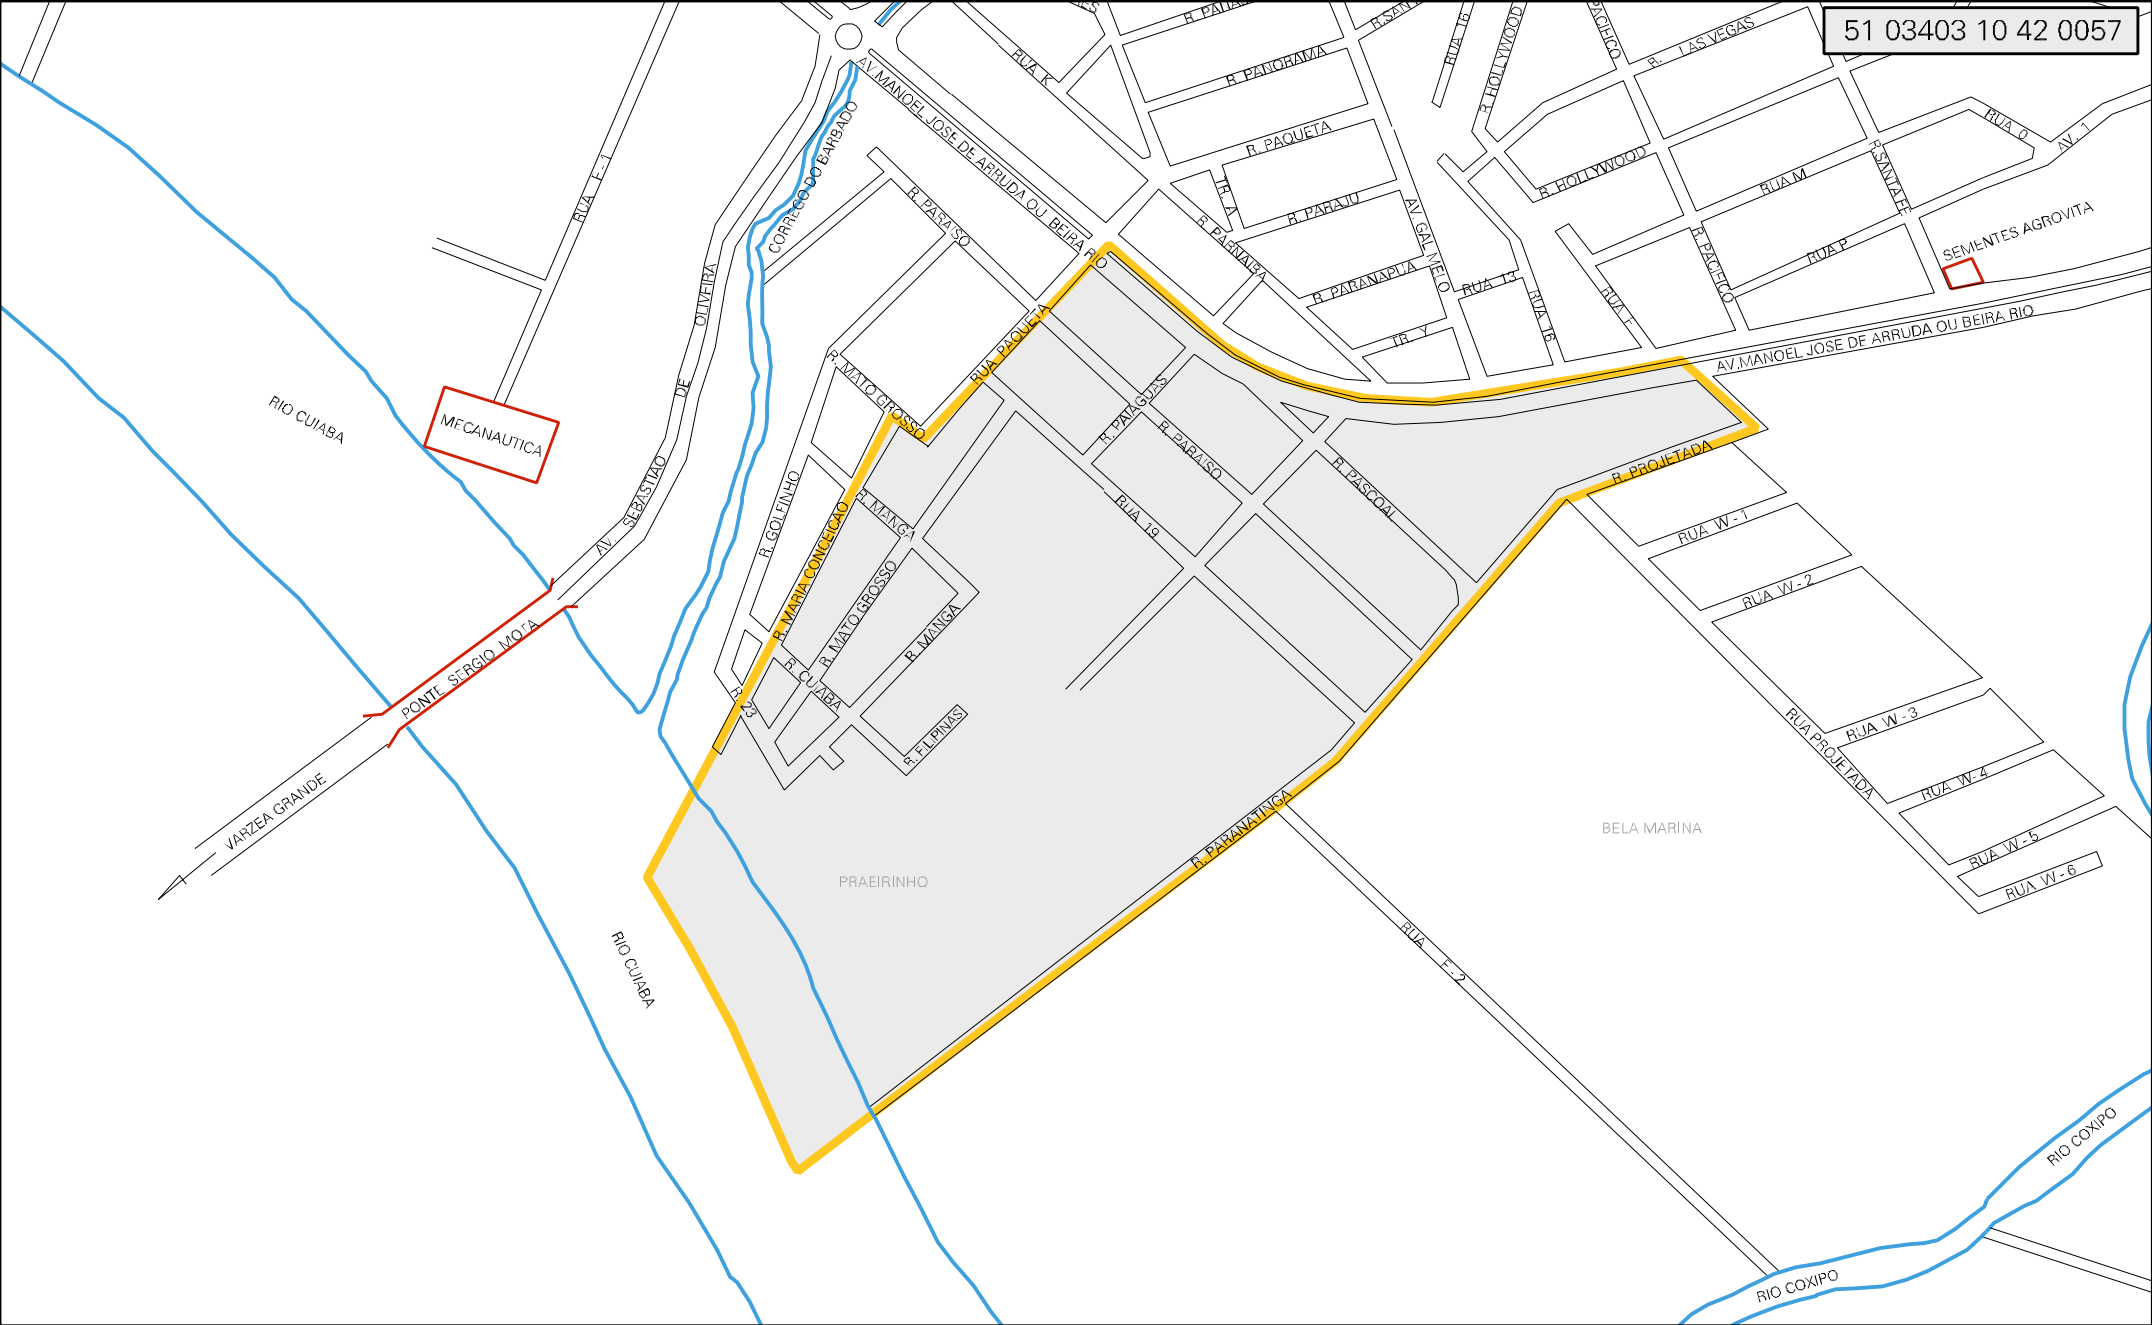 51 03403 10 42 0057
RUA K
R. PANORAMA
R. PAQUETA
TR. A
R. PARAJU
R. PARNAIBA
R. PARANAPUA
TR. Y
AV. GAL MELO
RUA 13
RUA 16
RUA 16
R. HOLLYWOOD
R. HOLLYWOOD
PACIFICO
R. LAS VEGAS
RUA M
R. SANTA FE
RUA O
AV. 1
RUA P
R. PACIFICO
RUA F
SEMENTES AGROVITA
AV. MANOEL JOSE DE ARRUDA OU BEIRA RIO
AV. MANOEL JOSE DE ARRUDA OU BEIRA RIO
CORREGO DO BARBADO
RUA E-1
R. PARAISO
AV. SEBASTIAO DE OLIVEIRA
MECANAUTICA
RIO CUIABA
PONTE SERGIO MOTA
VARZEA GRANDE
R. MATO GROSSO
RUA PAQUETA
R. GOLFINHO
R. MARIA CONCEICAO
R. MANGA
R. MATO GROSSO
R. MANGA
R. CUIABA
R. 23
R. FILIPINAS
R. PAIAGUAS
R. PARAISO
RUA 19
R. PASCOAL
R. PROJETADA
RUA W-1
RUA W-2
RUA W-3
RUA W-4
RUA W-5
RUA W-6
RUA PROJETADA
R. PARANATINGA
PRAEIRINHO
BELA MARINA
RUA E-2
RIO CUIABA
RIO COXIPO
RIO COXIPO